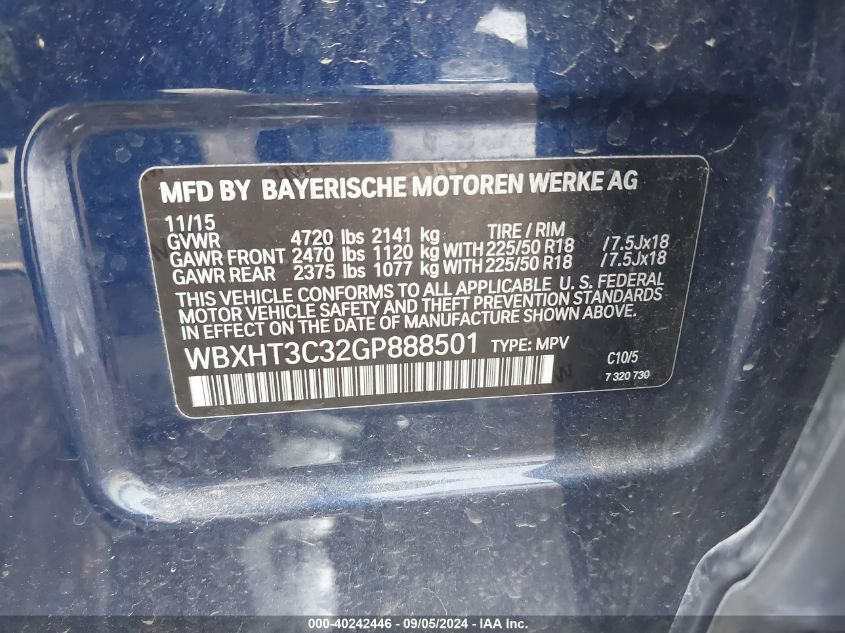 MFD BY BAYERISCHE MOTOREN WERKE AG
11/15
TIRE / RIM
GVWR 4720 lbs 2141 kg
GAWR FRONT 2470 lbs 1120 kg WITH 225/50 R18 /7.5Jx18
GAWR REAR 2375 lbs 1077 kg WITH 225/50 R18 /7.5Jx18
THIS VEHICLE CONFORMS TO ALL APPLICABLE U. S. FEDERAL
MOTOR VEHICLE SAFETY AND THEFT PREVENTION STANDARDS
IN EFFECT ON THE DATE OF MANUFACTURE SHOWN ABOVE.
WBXHT3C32GP888501 TYPE: MPV
C10/5
7 320 730
000-40242446 - 09/05/2024 - IAA Inc.